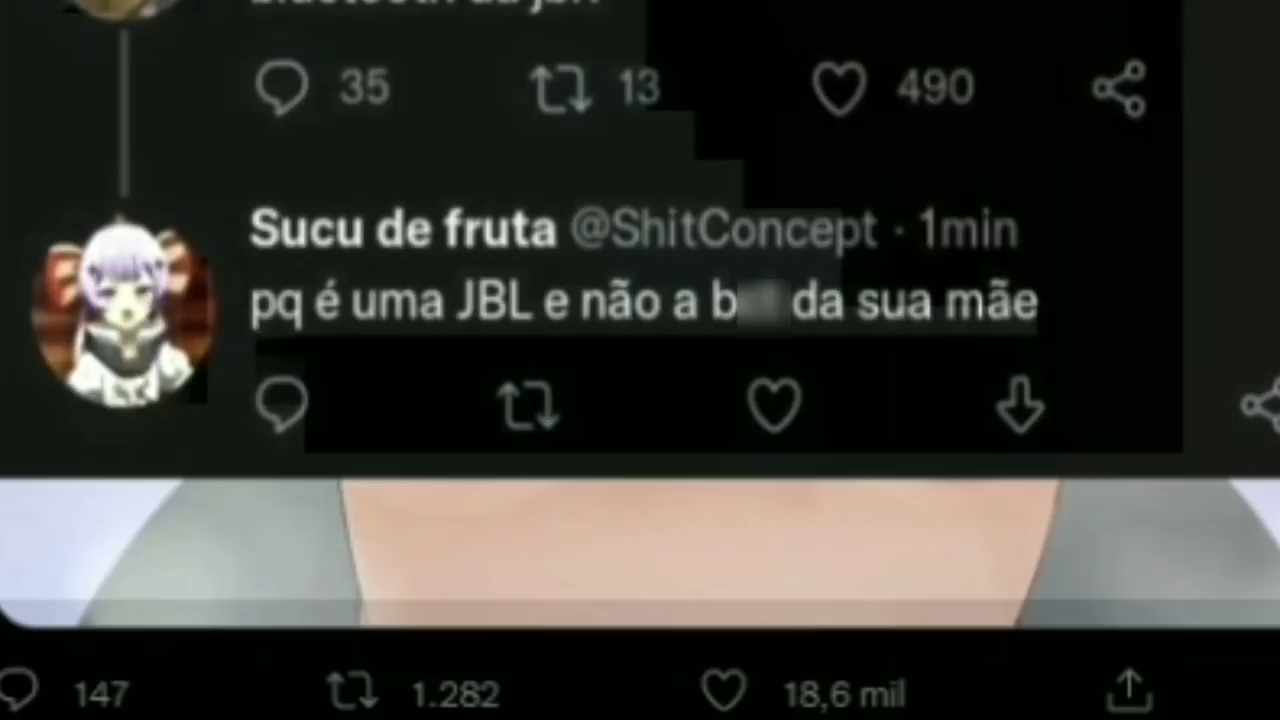 35 13 490
Sucu de fruta @ShitConcept · 1min
pq é uma JBL e não a da sua mãe
147 1.282 18,6 mil